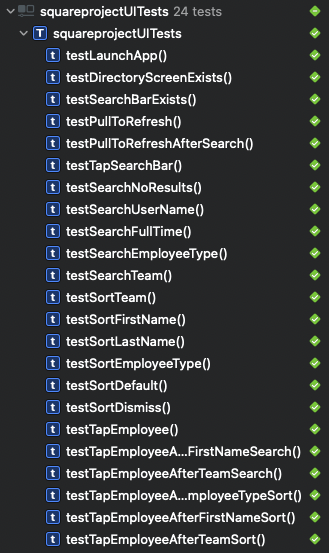 squareprojectUITests 24 tests
T squareprojectUITests
t testLaunchApp()
t testDirectoryScreenExists()
t testSearchBarExists()
t testPullToRefresh()
t testPullToRefreshAfterSearch()
t testTapSearchBar()
t testSearchNoResults()
t testSearchUserName()
t testSearchFullTime()
t testSearchEmployeeType()
t testSearchTeam()
t testSortTeam()
t testSortFirstName()
t testSortLastName()
t testSortEmployeeType()
t testSortDefault()
t testSortDismiss()
t testTapEmployee()
t testTapEmployeeA...FirstNameSearch()
t testTapEmployeeAfterTeamSearch()
t testTapEmployeeA...mployeeTypeSort()
t testTapEmployeeAfterFirstNameSort()
t testTapEmployeeAfterTeamSort()